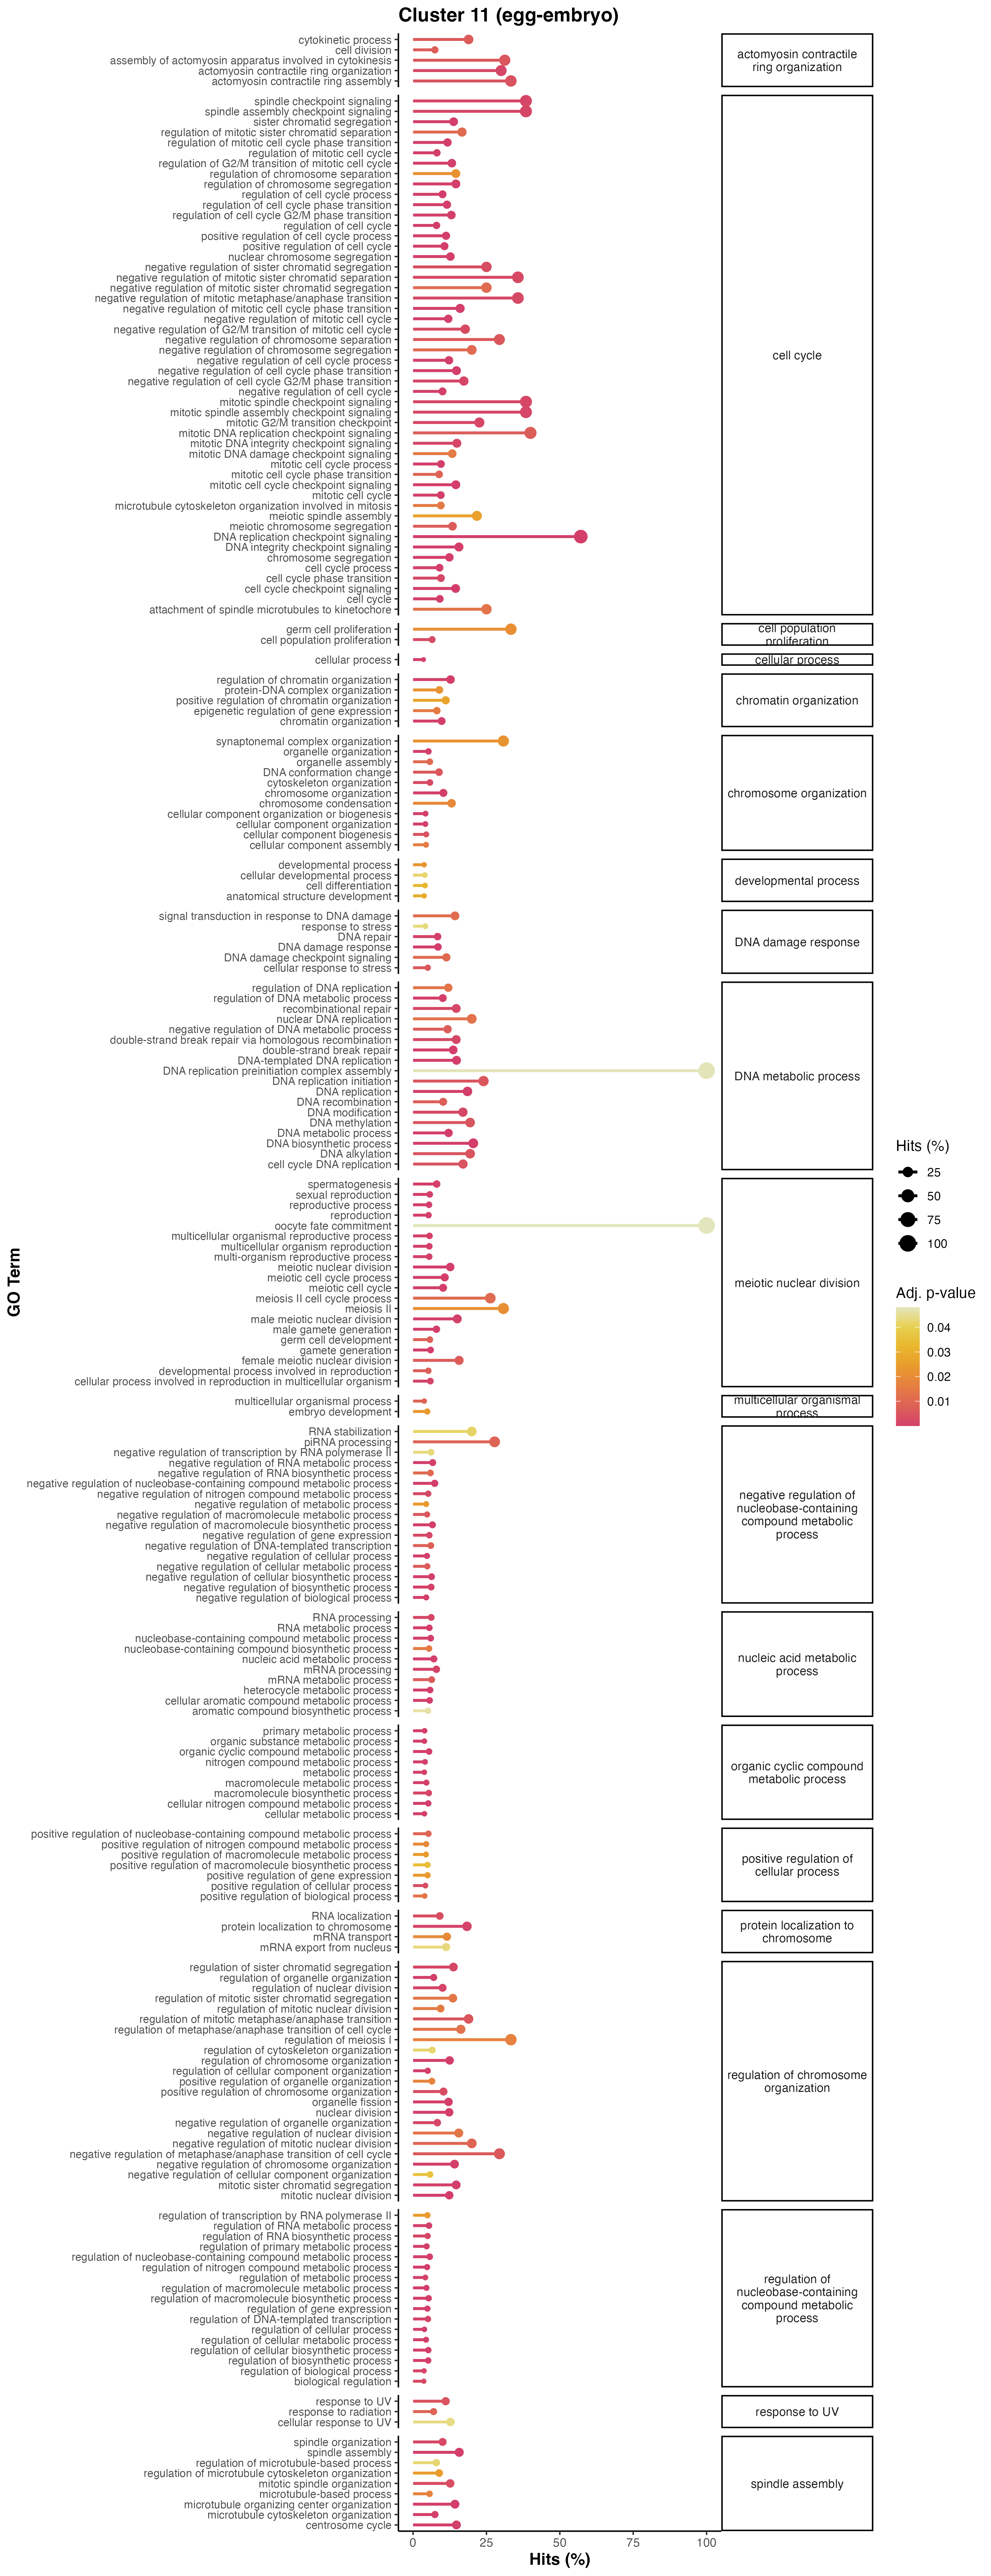 Cluster 11 (egg-embryo)
cytokinetic process
cell division
assembly of actomyosin apparatus involved in cytokinesis
actomyosin contractile ring organization
actomyosin contractile ring assembly
actomyosin contractile
ring organization
spindle checkpoint signaling
spindle assembly checkpoint signaling
sister chromatid segregation
regulation of mitotic sister chromatid separation
regulation of mitotic cell cycle phase transition
regulation of mitotic cell cycle
regulation of G2/M transition of mitotic cell cycle
regulation of chromosome separation
regulation of chromosome segregation
regulation of cell cycle process
regulation of cell cycle phase transition
regulation of cell cycle G2/M phase transition
regulation of cell cycle
positive regulation of cell cycle process
positive regulation of cell cycle
nuclear chromosome segregation
negative regulation of sister chromatid segregation
negative regulation of mitotic sister chromatid separation
negative regulation of mitotic sister chromatid segregation
negative regulation of mitotic metaphase/anaphase transition
negative regulation of mitotic cell cycle phase transition
negative regulation of mitotic cell cycle
negative regulation of G2/M transition of mitotic cell cycle
negative regulation of chromosome separation
negative regulation of chromosome segregation
negative regulation of cell cycle process
negative regulation of cell cycle phase transition
negative regulation of cell cycle G2/M phase transition
negative regulation of cell cycle
mitotic spindle checkpoint signaling
mitotic spindle assembly checkpoint signaling
mitotic G2/M transition checkpoint
mitotic DNA replication checkpoint signaling
mitotic DNA integrity checkpoint signaling
mitotic DNA damage checkpoint signaling
mitotic cell cycle process
mitotic cell cycle phase transition
mitotic cell cycle checkpoint signaling
mitotic cell cycle
microtubule cytoskeleton organization involved in mitosis
meiotic spindle assembly
meiotic chromosome segregation
DNA replication checkpoint signaling
DNA integrity checkpoint signaling
chromosome segregation
cell cycle process
cell cycle phase transition
cell cycle checkpoint signaling
cell cycle
attachment of spindle microtubules to kinetochore
cell cycle
germ cell proliferation
cell population proliferation
cell population
proliferation
cellular process
cellular process
regulation of chromatin organization
protein-DNA complex organization
positive regulation of chromatin organization
epigenetic regulation of gene expression
chromatin organization
chromatin organization
synaptonemal complex organization
organelle organization
organelle assembly
DNA conformation change
cytoskeleton organization
chromosome organization
chromosome condensation
cellular component organization or biogenesis
cellular component organization
cellular component biogenesis
cellular component assembly
chromosome organization
developmental process
cellular developmental process
cell differentiation
anatomical structure development
developmental process
signal transduction in response to DNA damage
response to stress
DNA repair
DNA damage response
DNA damage checkpoint signaling
cellular response to stress
DNA damage response
regulation of DNA replication
regulation of DNA metabolic process
recombinational repair
nuclear DNA replication
negative regulation of DNA metabolic process
double-strand break repair via homologous recombination
double-strand break repair
DNA-templated DNA replication
DNA replication preinitiation complex assembly
DNA replication initiation
DNA replication
DNA recombination
DNA modification
DNA methylation
DNA metabolic process
DNA biosynthetic process
DNA alkylation
cell cycle DNA replication
DNA metabolic process
spermatogenesis
sexual reproduction
reproductive process
reproduction
oocyte fate commitment
multicellular organismal reproductive process
multicellular organism reproduction
multi-organism reproductive process
meiotic nuclear division
meiotic cell cycle process
meiotic cell cycle
meiosis II cell cycle process
meiosis II
male meiotic nuclear division
male gamete generation
germ cell development
gamete generation
female meiotic nuclear division
developmental process involved in reproduction
cellular process involved in reproduction in multicellular organism
meiotic nuclear division
multicellular organismal process
embryo development
multicellular organismal
process
RNA stabilization
piRNA processing
negative regulation of transcription by RNA polymerase II
negative regulation of RNA metabolic process
negative regulation of RNA biosynthetic process
negative regulation of nucleobase-containing compound metabolic process
negative regulation of nitrogen compound metabolic process
negative regulation of metabolic process
negative regulation of macromolecule metabolic process
negative regulation of macromolecule biosynthetic process
negative regulation of gene expression
negative regulation of DNA-templated transcription
negative regulation of cellular process
negative regulation of cellular metabolic process
negative regulation of cellular biosynthetic process
negative regulation of biosynthetic process
negative regulation of biological process
negative regulation of
nucleobase-containing
compound metabolic
process
RNA processing
RNA metabolic process
nucleobase-containing compound metabolic process
nucleobase-containing compound biosynthetic process
nucleic acid metabolic process
mRNA processing
mRNA metabolic process
heterocycle metabolic process
cellular aromatic compound metabolic process
aromatic compound biosynthetic process
nucleic acid metabolic
process
primary metabolic process
organic substance metabolic process
organic cyclic compound metabolic process
nitrogen compound metabolic process
metabolic process
macromolecule metabolic process
macromolecule biosynthetic process
cellular nitrogen compound metabolic process
cellular metabolic process
organic cyclic compound
metabolic process
positive regulation of nucleobase-containing compound metabolic process
positive regulation of nitrogen compound metabolic process
positive regulation of macromolecule metabolic process
positive regulation of macromolecule biosynthetic process
positive regulation of gene expression
positive regulation of cellular process
positive regulation of biological process
positive regulation of
cellular process
RNA localization
protein localization to chromosome
mRNA transport
mRNA export from nucleus
protein localization to
chromosome
regulation of sister chromatid segregation
regulation of organelle organization
regulation of nuclear division
regulation of mitotic sister chromatid segregation
regulation of mitotic nuclear division
regulation of mitotic metaphase/anaphase transition
regulation of metaphase/anaphase transition of cell cycle
regulation of meiosis I
regulation of cytoskeleton organization
regulation of chromosome organization
regulation of cellular component organization
positive regulation of organelle organization
positive regulation of chromosome organization
organelle fission
nuclear division
negative regulation of organelle organization
negative regulation of nuclear division
negative regulation of mitotic nuclear division
negative regulation of metaphase/anaphase transition of cell cycle
negative regulation of chromosome organization
negative regulation of cellular component organization
mitotic sister chromatid segregation
mitotic nuclear division
regulation of chromosome
organization
regulation of transcription by RNA polymerase II
regulation of RNA metabolic process
regulation of RNA biosynthetic process
regulation of primary metabolic process
regulation of nucleobase-containing compound metabolic process
regulation of nitrogen compound metabolic process
regulation of metabolic process
regulation of macromolecule metabolic process
regulation of macromolecule biosynthetic process
regulation of gene expression
regulation of DNA-templated transcription
regulation of cellular process
regulation of cellular metabolic process
regulation of cellular biosynthetic process
regulation of biosynthetic process
regulation of biological process
biological regulation
regulation of
nucleobase-containing
compound metabolic
process
response to UV
response to radiation
cellular response to UV
response to UV
spindle organization
spindle assembly
regulation of microtubule-based process
regulation of microtubule cytoskeleton organization
mitotic spindle organization
microtubule-based process
microtubule organizing center organization
microtubule cytoskeleton organization
centrosome cycle
spindle assembly
0 25 50 75 100
Hits (%)
GO Term
Hits (%)
25
50
75
100
Adj. p-value
0.04
0.03
0.02
0.01